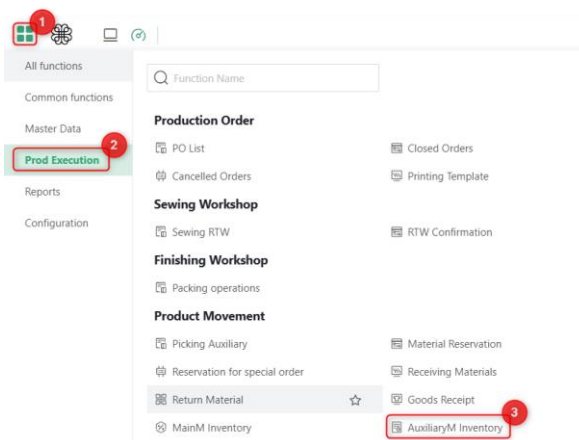 1
All functions
Function Name
Common functions
Master Data
2
Prod Execution
Reports
Configuration
Production Order
PO List
Closed Orders
Cancelled Orders
Printing Template
Sewing Workshop
Sewing RTW
RTW Confirmation
Finishing Workshop
Packing operations
Product Movement
Picking Auxiliary
Material Reservation
Reservation for special order
Receiving Materials
Return Material
Goods Receipt
3
MainM Inventory
AuxiliaryM Inventory